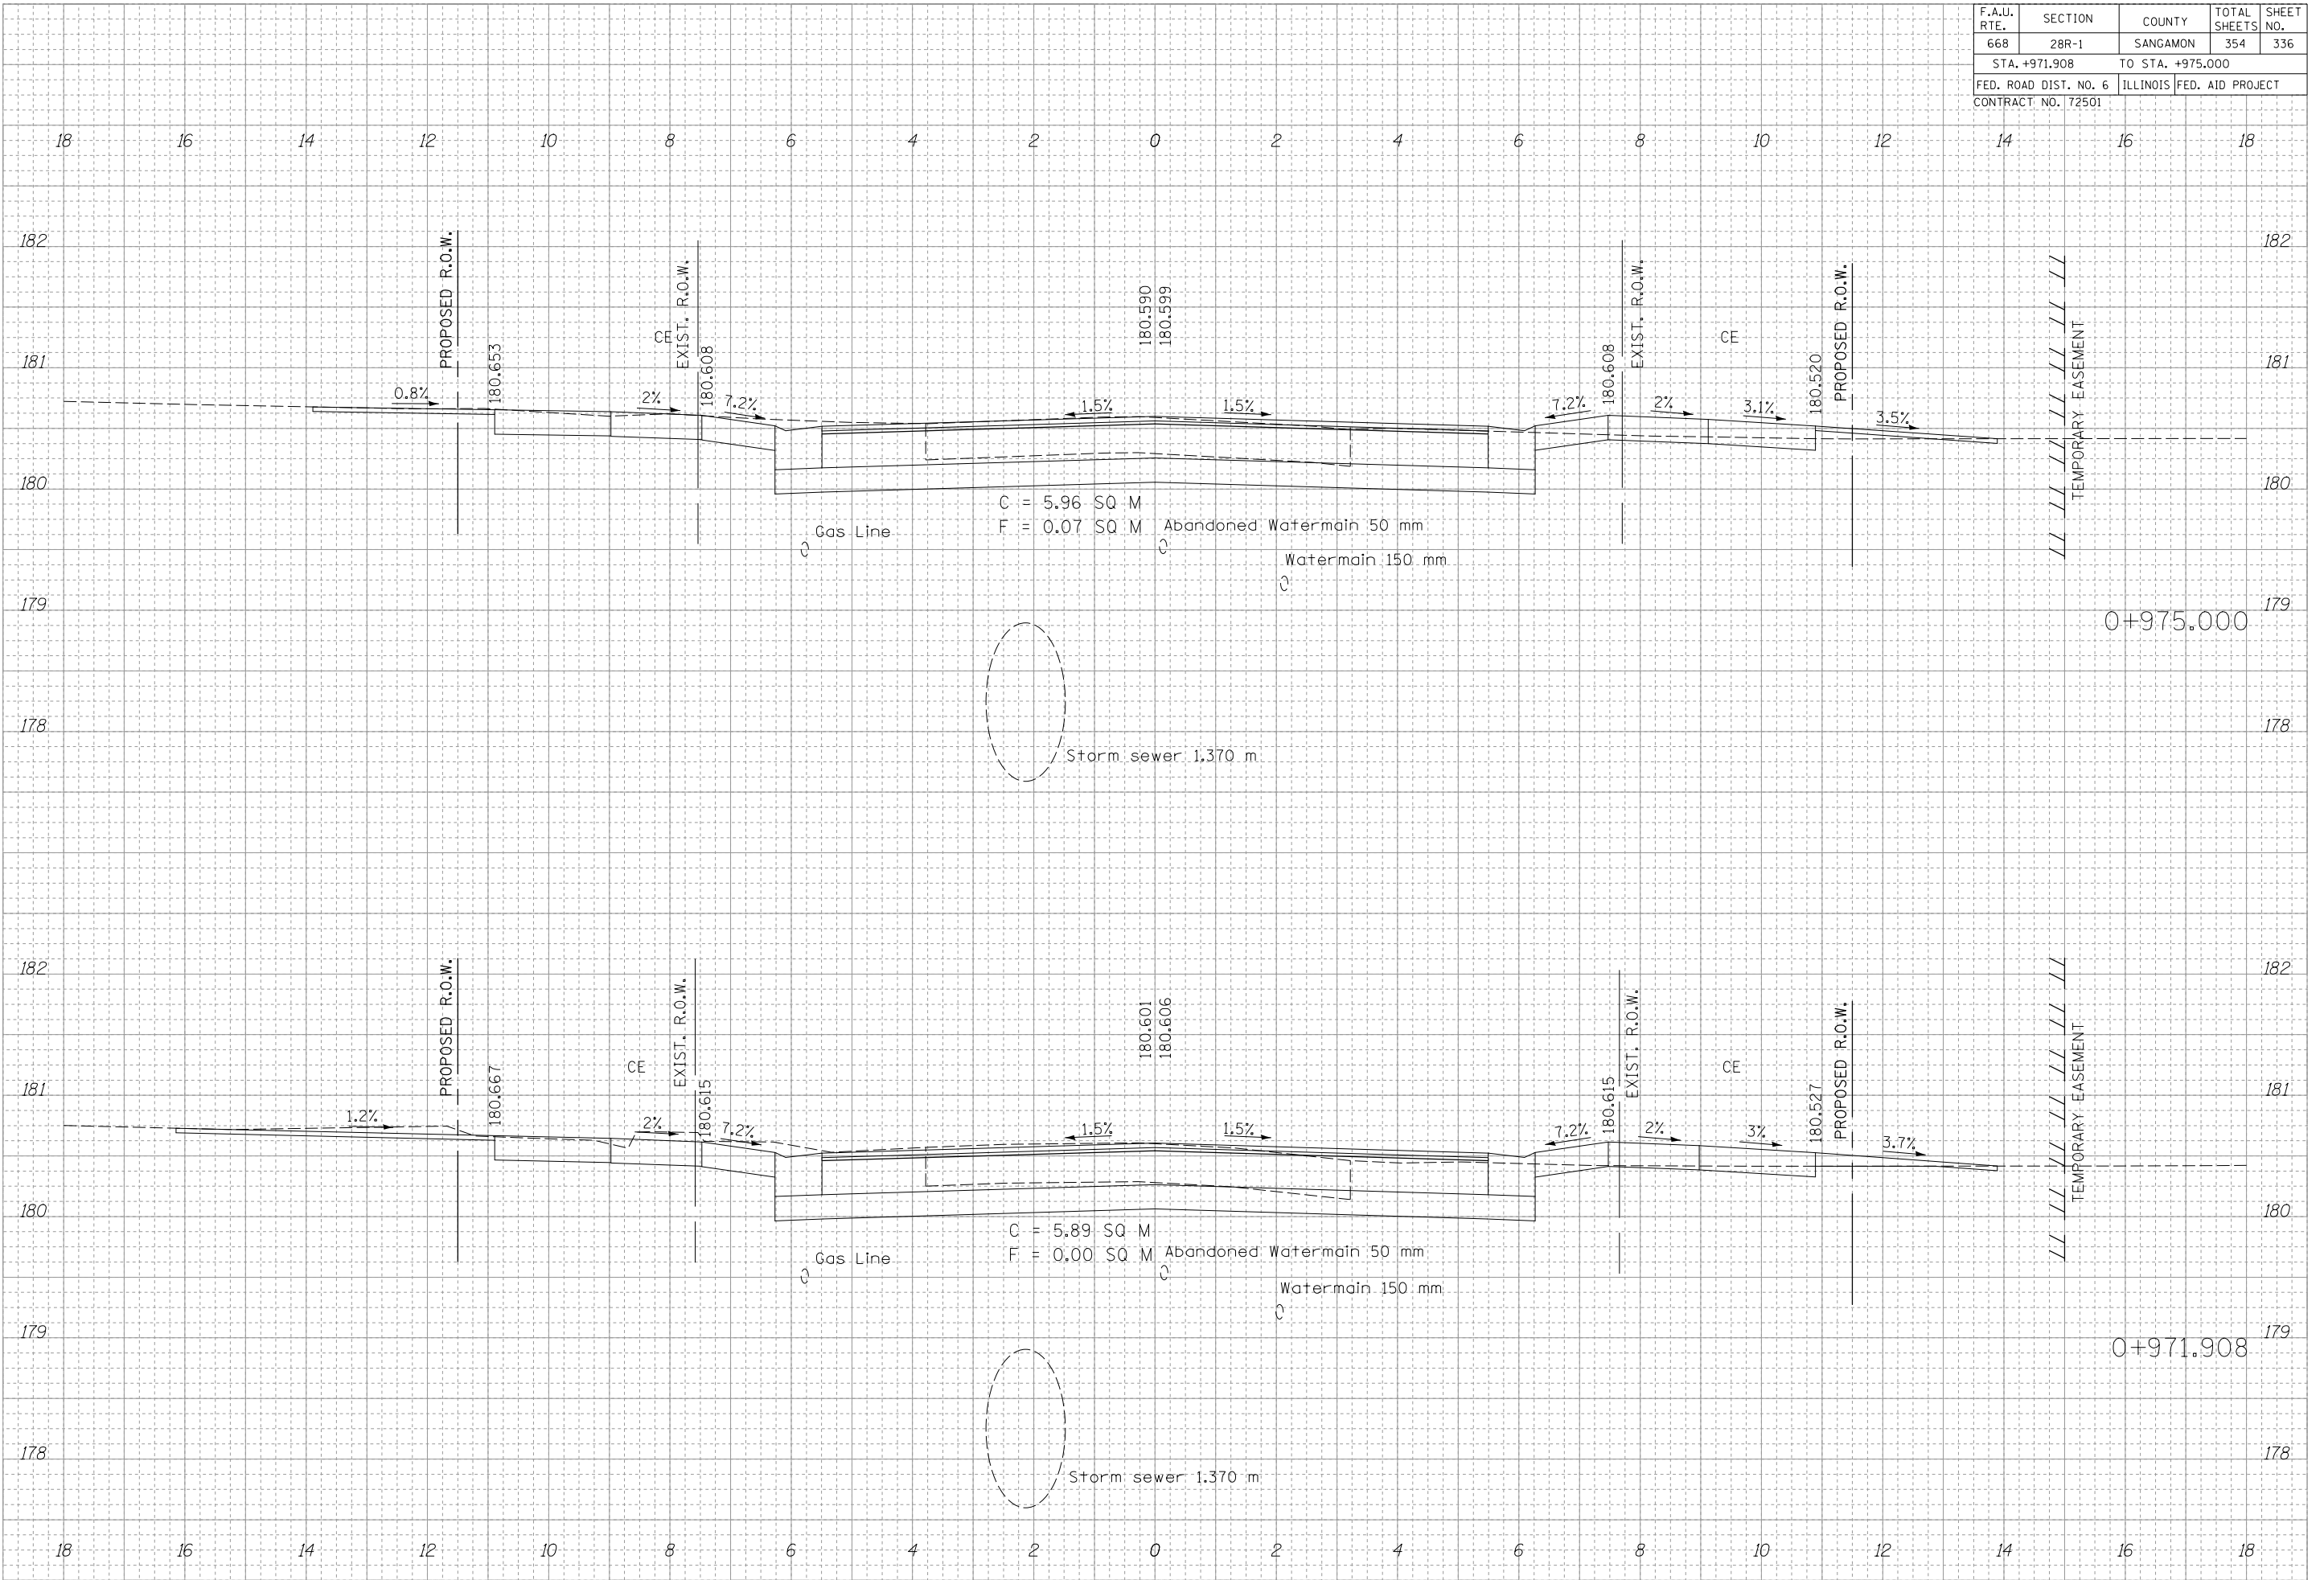 F.A.U. RTE. SECTION COUNTY TOTAL SHEETS SHEET NO.
668 28R-1 SANGAMON 354 336
STA. +971.908 TO STA. +975.000
FED. ROAD DIST. NO. 6 ILLINOIS FED. AID PROJECT
CONTRACT NO. 72501
18 16 14 12 10 8 6 4 2 0 2 4 6 8 10 12 14 16 18
182 182
PROPOSED R.O.W.
180.653
CE
EXIST. R.O.W.
180.608
180.590
180.599
180.608
EXIST. R.O.W.
CE
180.520
PROPOSED R.O.W.
TEMPORARY EASEMENT
181 181
0.8% 2% 7.2% 1.5% 1.5% 7.2% 2% 3.1% 3.5%
180 180
C = 5.96 SQ M
F = 0.07 SQ M
Gas Line
Abandoned Watermain 50 mm
Watermain 150 mm
179 179
0+975.000
178 178
Storm sewer 1.370 m
182 182
PROPOSED R.O.W.
180.667
CE
EXIST. R.O.W.
180.615
180.601
180.606
180.615
EXIST. R.O.W.
CE
180.527
PROPOSED R.O.W.
TEMPORARY EASEMENT
181 181
1.2% 2% 7.2% 1.5% 1.5% 7.2% 2% 3% 3.7%
180 180
C = 5.89 SQ M
F = 0.00 SQ M
Gas Line
Abandoned Watermain 50 mm
Watermain 150 mm
179 179
0+971.908
178 178
Storm sewer 1.370 m
18 16 14 12 10 8 6 4 2 0 2 4 6 8 10 12 14 16 18